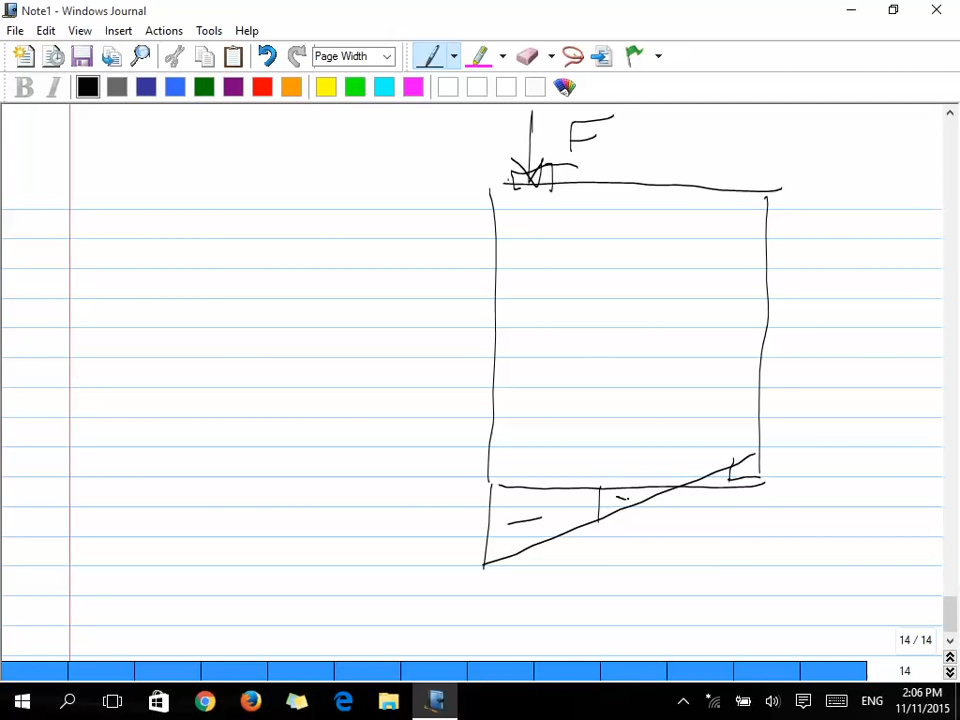 Note1 - Windows Journal
File Edit View Insert Actions Tools Help
Page Width
B I
F
14 / 14
14
ENG
2:06 PM
11/11/2015